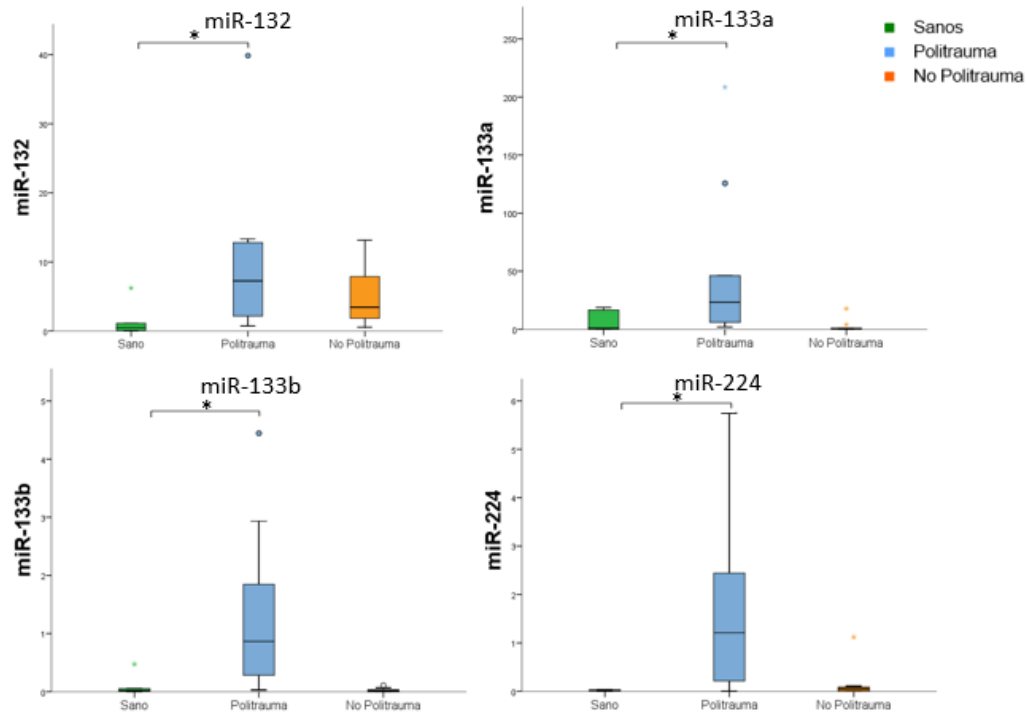 miR-132
*
miR-132
40
30
20
10
0
Sano
Politrauma
No Politrauma
miR-133a
*
miR-133a
250
200
150
100
50
0
Sano
Politrauma
No Politrauma
Sanos
Politrauma
No Politrauma
miR-133b
*
miR-133b
5
4
3
2
1
0
Sano
Politrauma
No Politrauma
miR-224
*
miR-224
6
5
4
3
2
1
0
Sano
Politrauma
No Politrauma